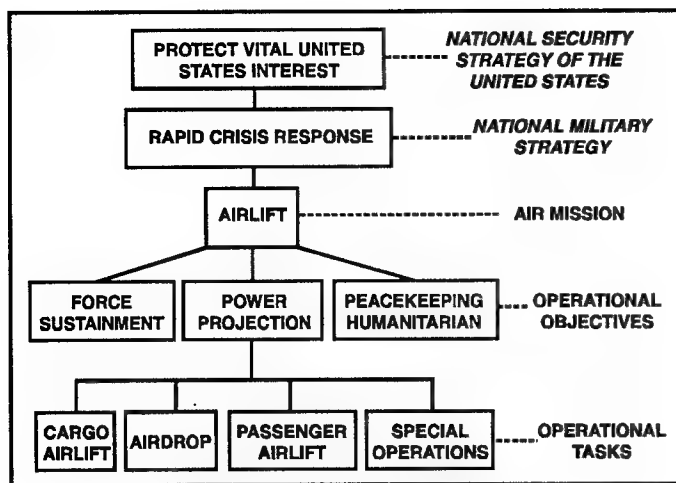 PROTECT VITAL UNITED
STATES INTEREST
NATIONAL SECURITY
STRATEGY OF THE
UNITED STATES
RAPID CRISIS RESPONSE
NATIONAL MILITARY
STRATEGY
AIRLIFT
AIR MISSION
FORCE
SUSTAINMENT
POWER
PROJECTION
PEACEKEEPING
HUMANITARIAN
OPERATIONAL
OBJECTIVES
CARGO
AIRLIFT
AIRDROP
PASSENGER
AIRLIFT
SPECIAL
OPERATIONS
OPERATIONAL
TASKS